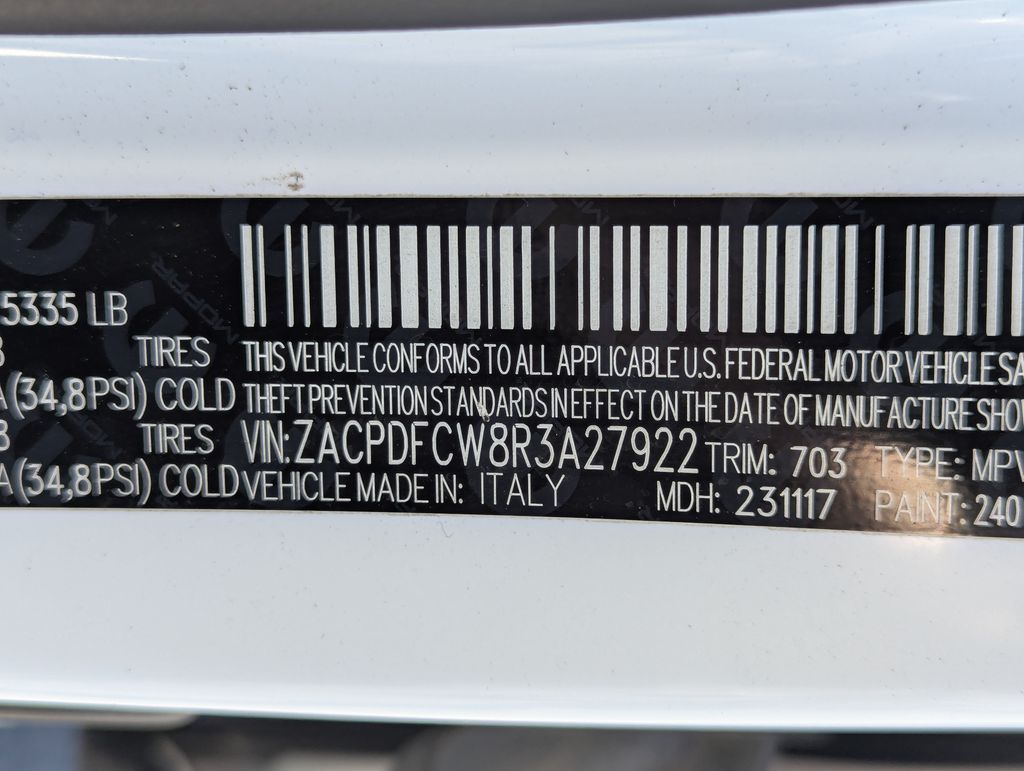 5335 LB
THIS VEHICLE CONFORMS TO ALL APPLICABLE U.S. FEDERAL MOTOR VEHICLE SA
TIRES
THEFT PREVENTION STANDARDS IN EFFECT ON THE DATE OF MANUFACTURE SHO
A (34,8PSI) COLD
VIN:ZACPDFCW8R3A27922 TRIM: 703 TYPE: MPV
TIRES
VEHICLE MADE IN: ITALY MDH: 231117 PAINT: 240
A (34,8PSI) COLD
MOPAR